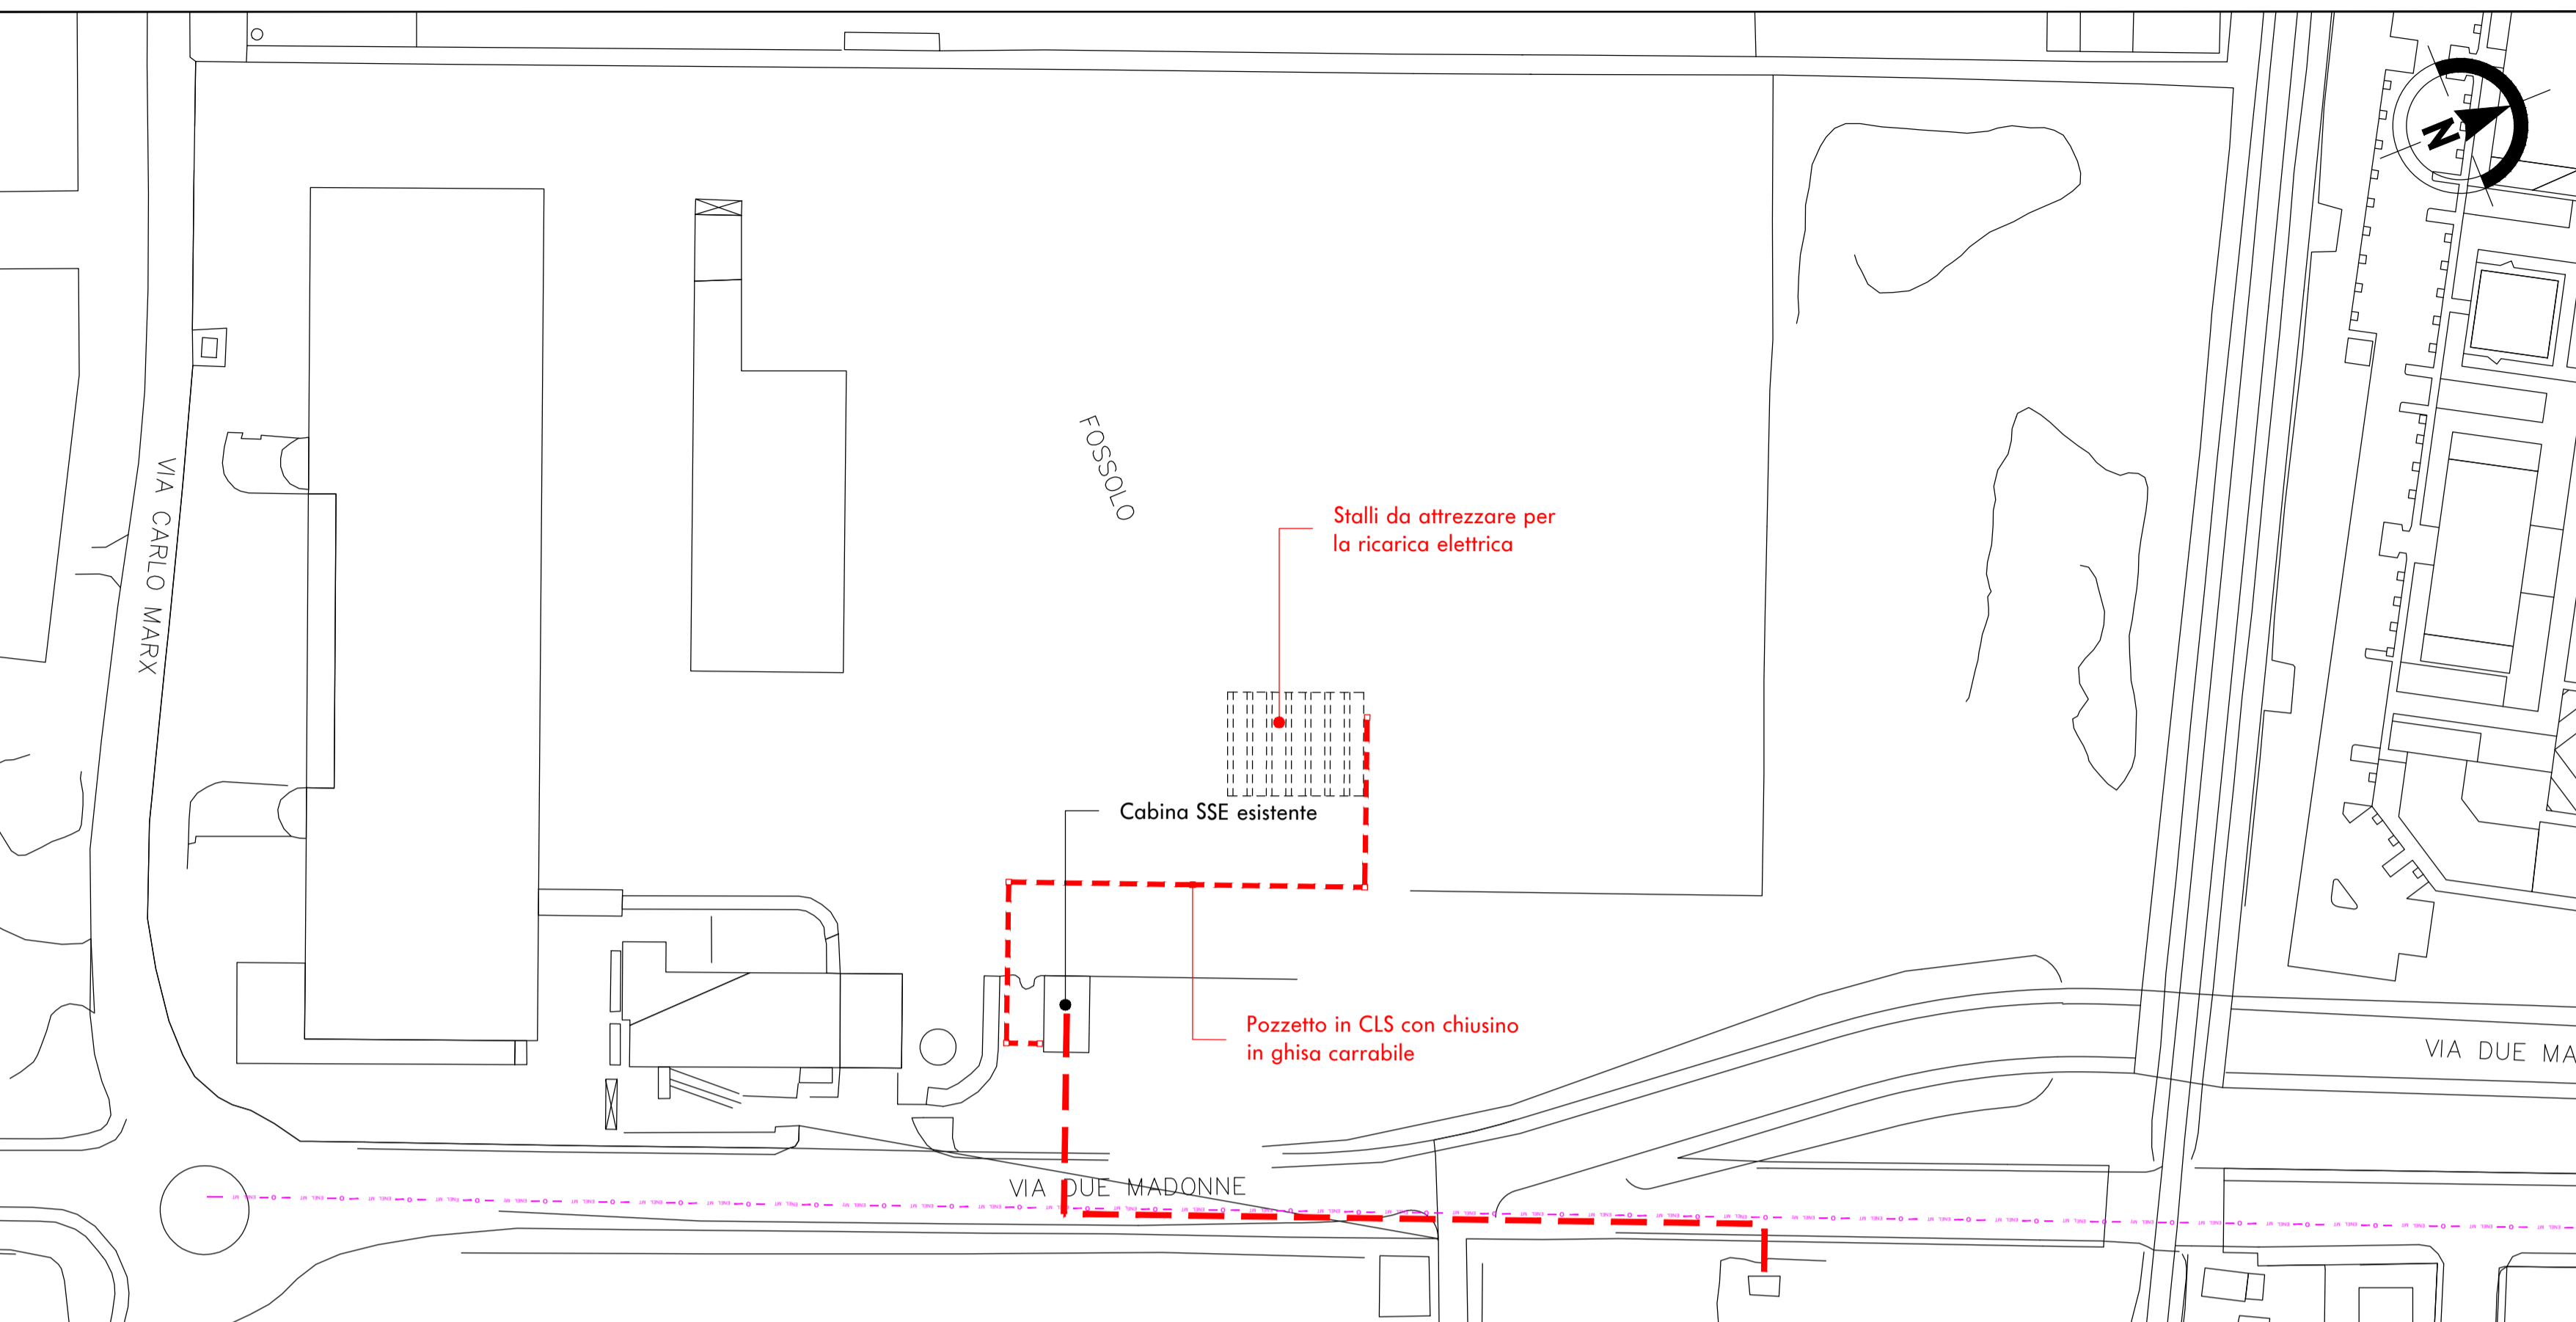 N
VIA CARLO MARX
FOSSOLO
Stalli da attrezzare per
la ricarica elettrica
Cabina SSE esistente
Pozzetto in CLS con chiusino
in ghisa carrabile
VIA DUE MA
VIA DUE MADONNE